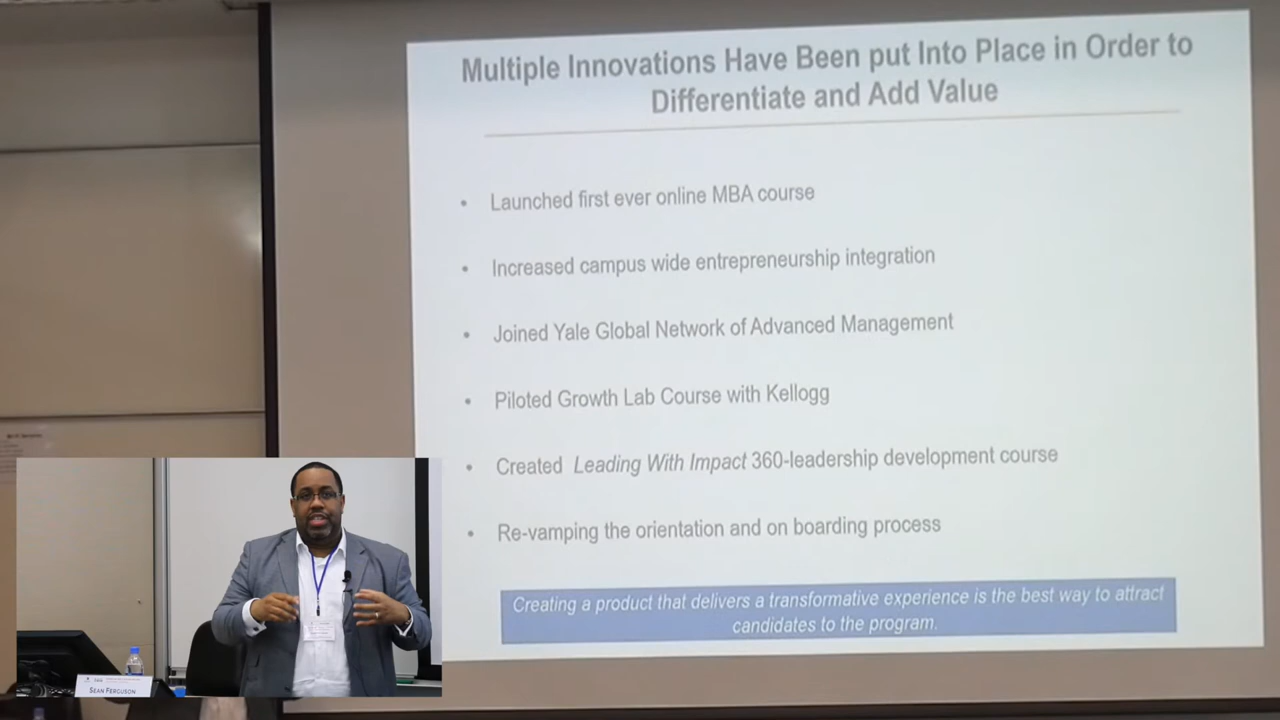 Multiple Innovations Have Been put Into Place in Order to
Differentiate and Add Value
• Launched first ever online MBA course
• Increased campus wide entrepreneurship integration
• Joined Yale Global Network of Advanced Management
• Piloted Growth Lab Course with Kellogg
• Created Leading With Impact 360-leadership development course
• Re-vamping the orientation and on boarding process
Creating a product that delivers a transformative experience is the best way to attract
candidates to the program.
SEAN FERGUSON